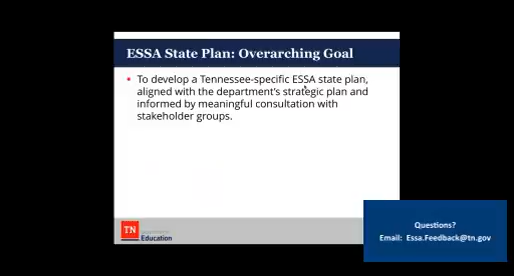 ESSA State Plan: Overarching Goal
• To develop a Tennessee-specific ESSA state plan,
aligned with the department's strategic plan and
informed by meaningful consultation with
stakeholder groups.
TN
Education
Questions?
Email: Essa.Feedback@tn.gov